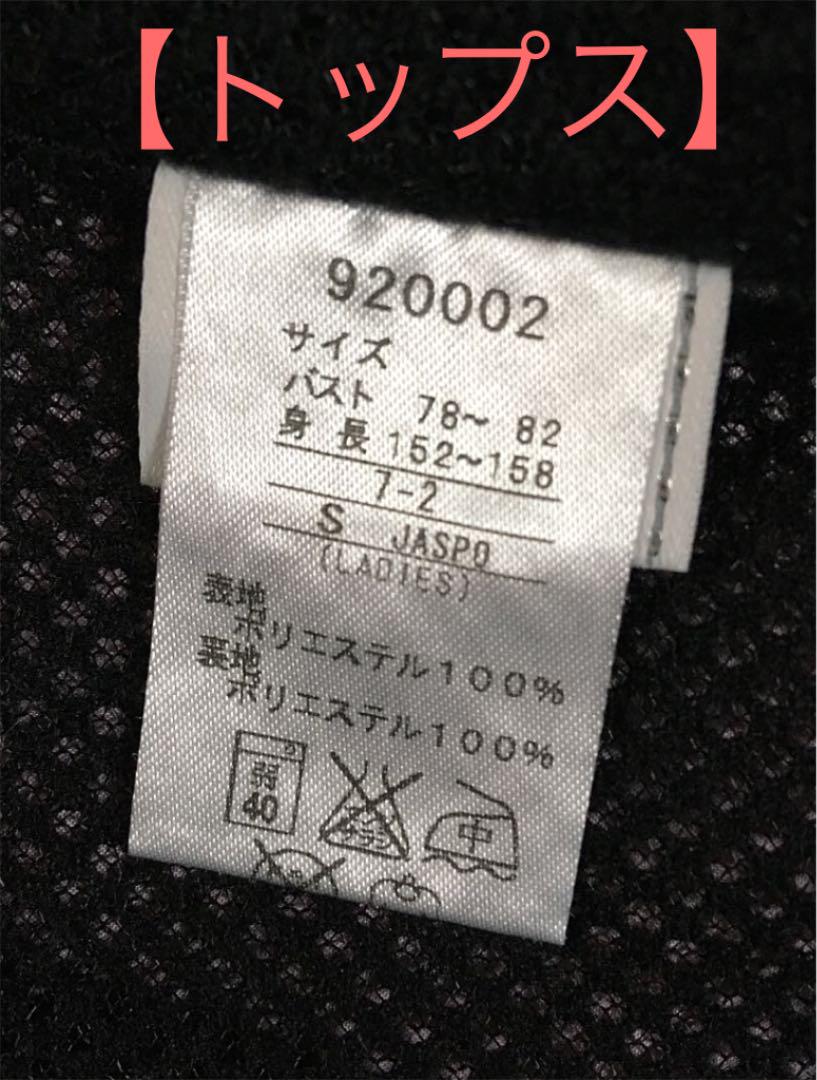 【トップス】
920002
サイズ
バスト 78～ 82
身 長 152～158
7-2
S JASPO
(LADIES)
表地
ポリエステル100%
裏地
ポリエステル100%
弱
40
中